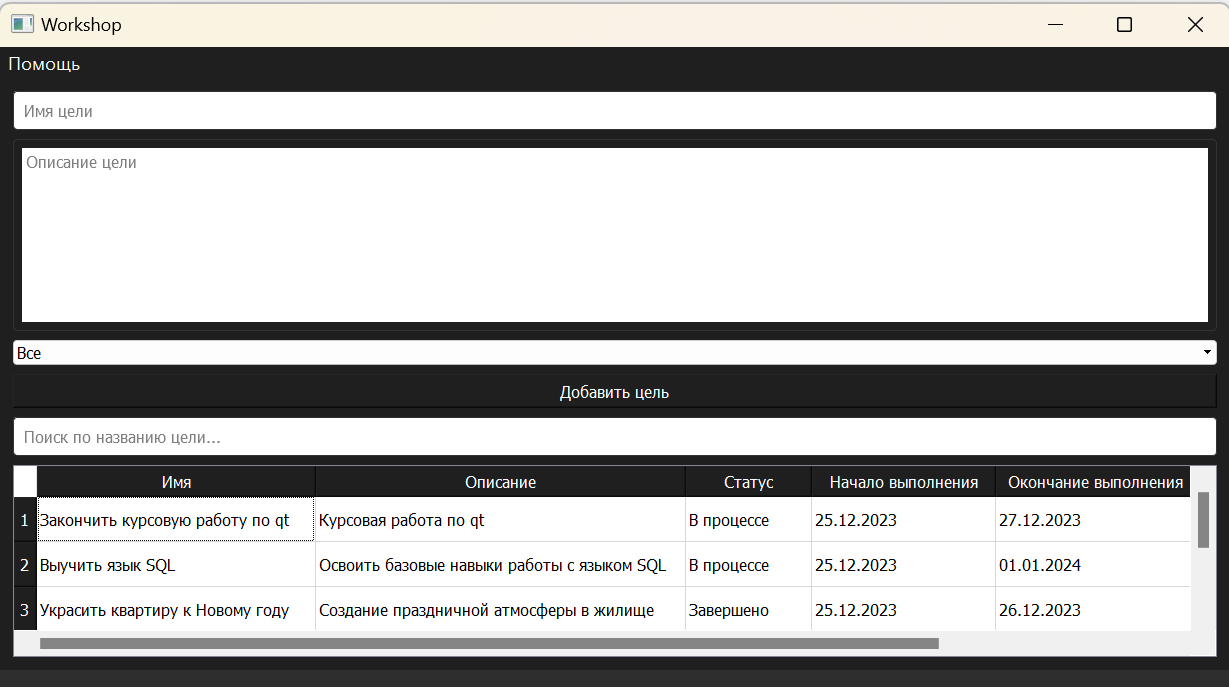 Workshop
Помощь
Имя цели
Описание цели
Все
Добавить цель
Поиск по названию цели...
Имя Описание Статус Начало выполнения Окончание выполнения
1 Закончить курсовую работу по qt Курсовая работа по qt В процессе 25.12.2023 27.12.2023
2 Выучить язык SQL Освоить базовые навыки работы с языком SQL В процессе 25.12.2023 01.01.2024
3 Украсить квартиру к Новому году Создание праздничной атмосферы в жилище Завершено 25.12.2023 26.12.2023